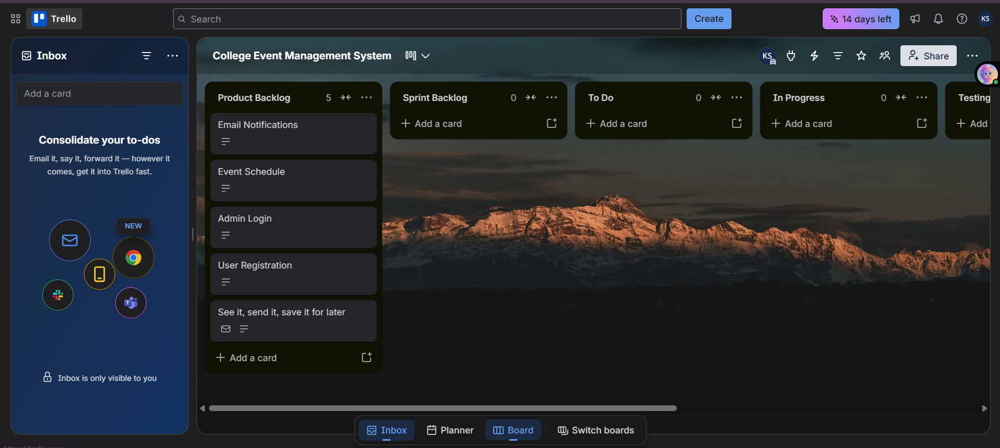 Trello
Search
Create
14 days left
KS
Inbox
Add a card
Consolidate your to-dos
Email it, say it, forward it — however it
comes, get it into Trello fast.
NEW
T
Inbox is only visible to you
College Event Management System
KS
Share
Product Backlog 5
Email Notifications
Event Schedule
Admin Login
User Registration
See it, send it, save it for later
Add a card
Sprint Backlog 0
Add a card
To Do 0
Add a card
In Progress 0
Add a card
Testing
Add
Inbox
Planner
Board
Switch boards